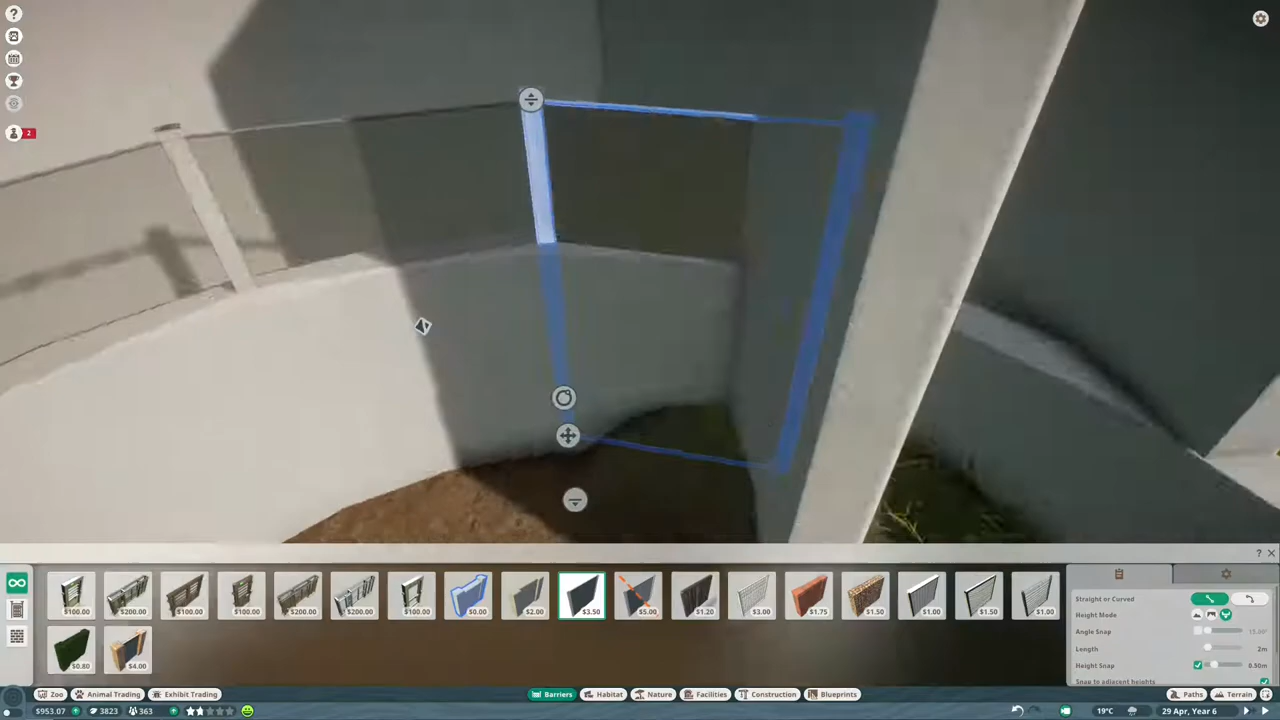 ?
2
? ×
$100.00 $200.00 $100.00 $100.00 $200.00 $200.00 $100.00 $0.00 $2.00 $3.50 $5.00 $1.20 $3.00 $1.75 $1.50 $1.00 $1.50 $1.00
$0.80 $4.00
Straight or Curved
Height Mode
Angle Snap 15.00°
Length 2m
Height Snap 0.50m
Snap to adjacent heights
Zoo Animal Trading Exhibit Trading Barriers Habitat Nature Facilities Construction Blueprints Paths Terrain
$953.07 3823 363 19°C 29 Apr, Year 6